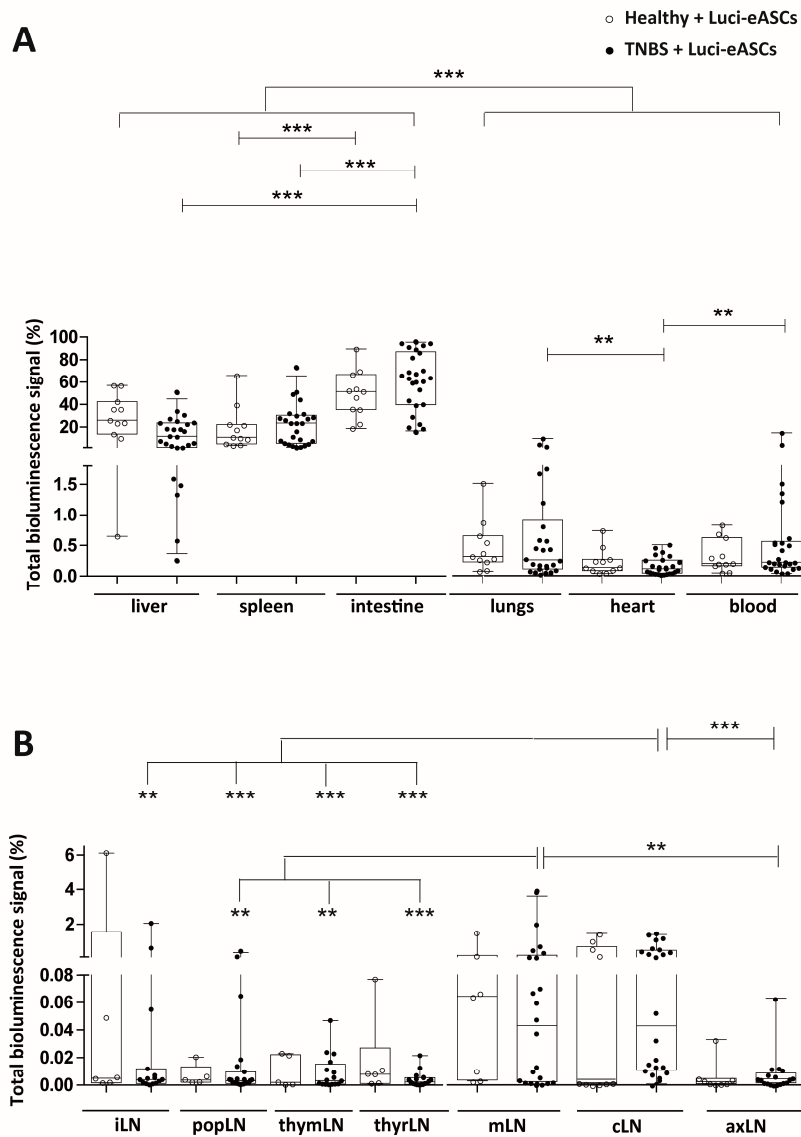 ○ Healthy + Luci-eASCs
● TNBS + Luci-eASCs
A
***
***
***
***
**
**
Total bioluminescence signal (%)
100
80
60
40
20
1.5
1.0
0.5
0.0
liver spleen intestine lungs heart blood
B
***
** *** *** ***
**
** ** ***
Total bioluminescence signal (%)
6
4
2
0.08
0.06
0.04
0.02
0.00
iLN popLN thymLN thyrLN mLN cLN axLN